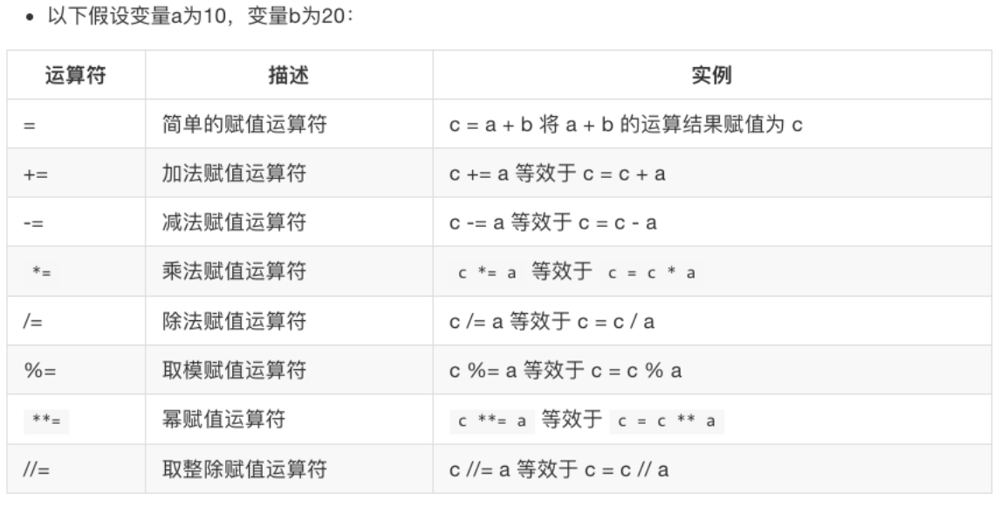 • 以下假设变量a为10，变量b为20：
运算符 描述 实例
= 简单的赋值运算符 c = a + b 将 a + b 的运算结果赋值为 c
+= 加法赋值运算符 c += a 等效于 c = c + a
-= 减法赋值运算符 c -= a 等效于 c = c - a
*= 乘法赋值运算符 c *= a 等效于 c = c * a
/= 除法赋值运算符 c /= a 等效于 c = c / a
%= 取模赋值运算符 c %= a 等效于 c = c % a
**= 幂赋值运算符 c **= a 等效于 c = c ** a
//= 取整除赋值运算符 c //= a 等效于 c = c // a